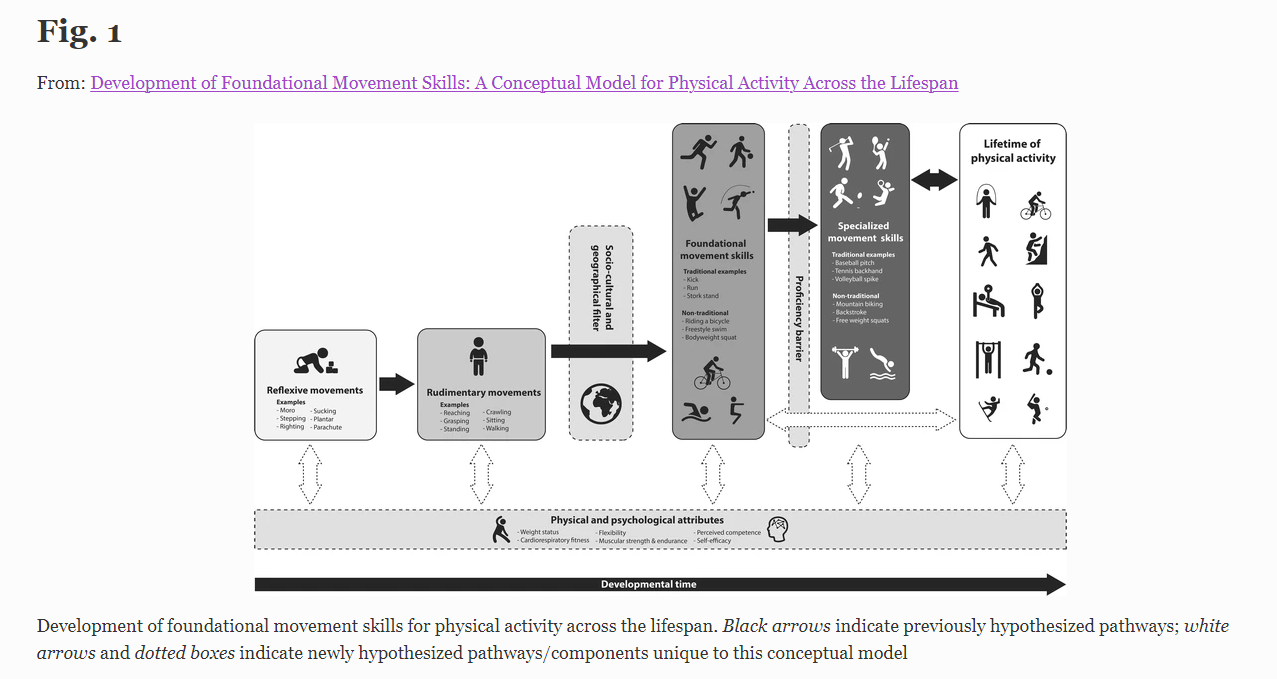 Fig. 1
From: Development of Foundational Movement Skills: A Conceptual Model for Physical Activity Across the Lifespan
Reflexive movements
Examples
- Moro
- Stepping
- Righting
- Sucking
- Plantar
- Parachute
Rudimentary movements
Examples
- Reaching
- Grasping
- Standing
- Crawling
- Sitting
- Walking
Socio-cultural and
geographical filter
Foundational
movement skills
Traditional examples
- Kick
- Run
- Stork stand
Non-traditional
- Riding a bicycle
- Freestyle swim
- Bodyweight squat
Proficiency barrier
Specialized
movement skills
Traditional examples
- Baseball pitch
- Tennis backhand
- Volleyball spike
Non-traditional
- Mountain biking
- Backstroke
- Free weight squats
Lifetime of
physical activity
Physical and psychological attributes
- Weight status
- Cardiorespiratory fitness
- Flexibility
- Muscular strength & endurance
- Perceived competence
- Self-efficacy
Developmental time
Development of foundational movement skills for physical activity across the lifespan. Black arrows indicate previously hypothesized pathways; white
arrows and dotted boxes indicate newly hypothesized pathways/components unique to this conceptual model